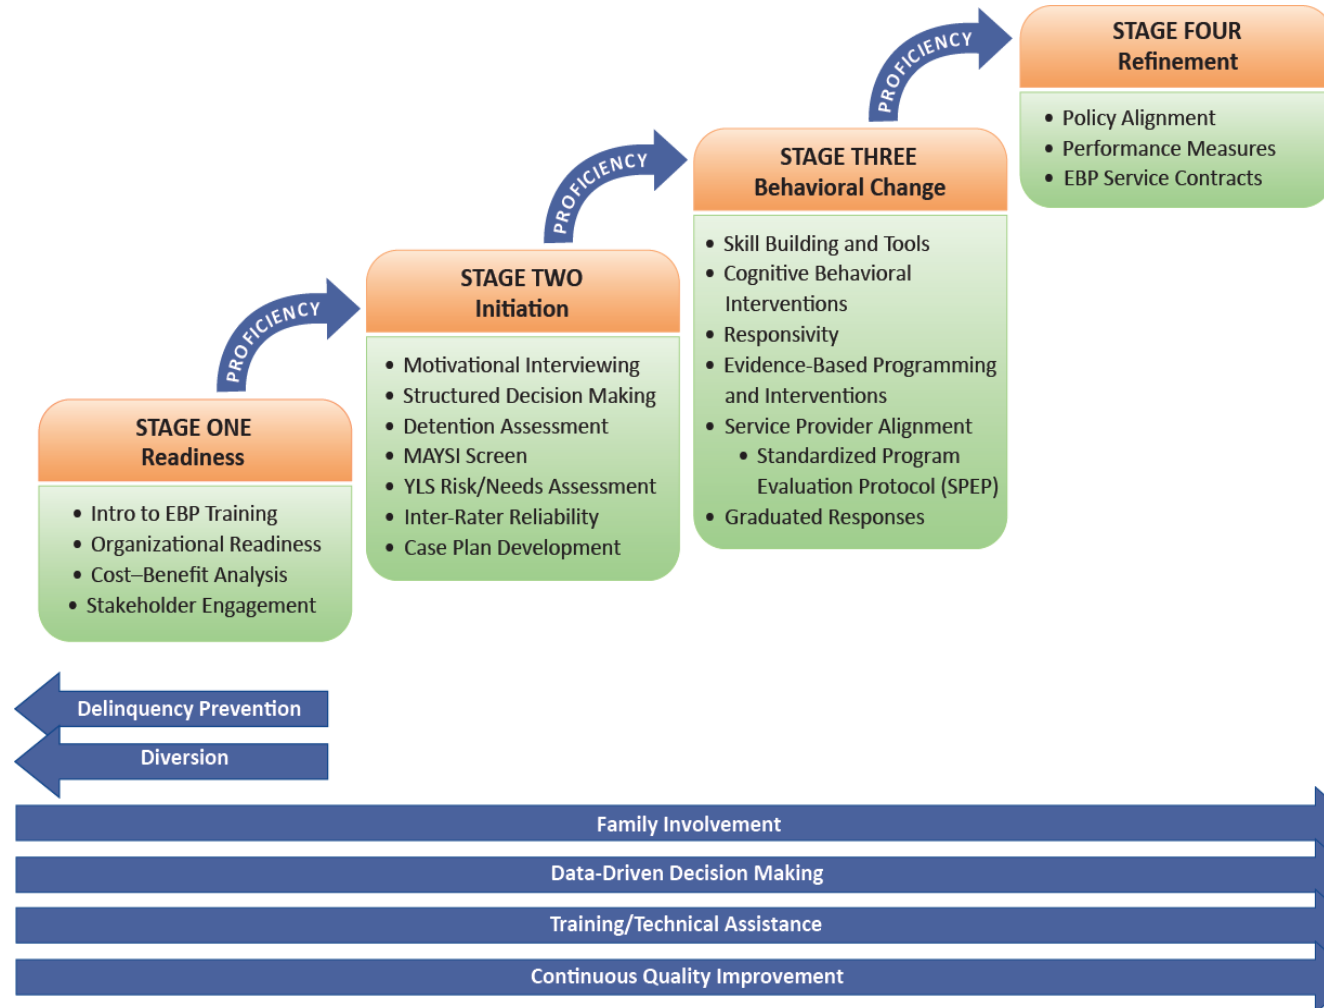 STAGE ONE
Readiness
• Intro to EBP Training
• Organizational Readiness
• Cost–Benefit Analysis
• Stakeholder Engagement
PROFICIENCY
STAGE TWO
Initiation
• Motivational Interviewing
• Structured Decision Making
• Detention Assessment
• MAYSI Screen
• YLS Risk/Needs Assessment
• Inter-Rater Reliability
• Case Plan Development
PROFICIENCY
STAGE THREE
Behavioral Change
• Skill Building and Tools
• Cognitive Behavioral
Interventions
• Responsivity
• Evidence-Based Programming
and Interventions
• Service Provider Alignment
• Standardized Program
Evaluation Protocol (SPEP)
• Graduated Responses
PROFICIENCY
STAGE FOUR
Refinement
• Policy Alignment
• Performance Measures
• EBP Service Contracts
Delinquency Prevention
Diversion
Family Involvement
Data-Driven Decision Making
Training/Technical Assistance
Continuous Quality Improvement